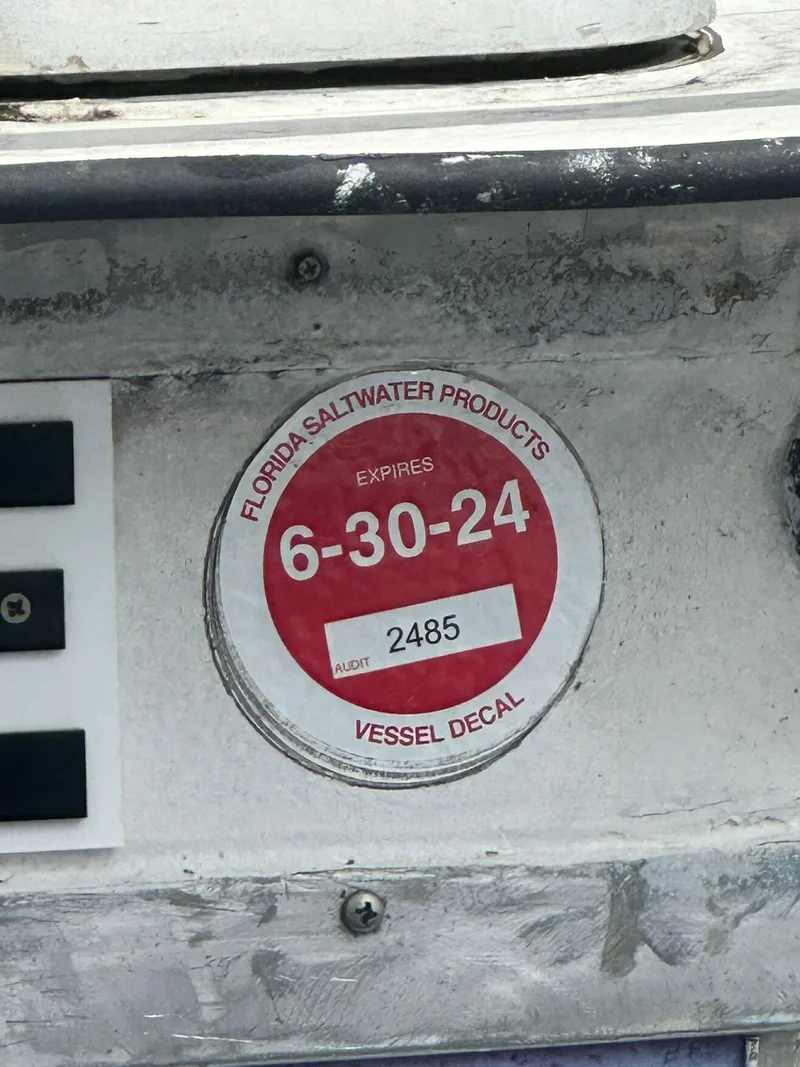 FLORIDA SALTWATER PRODUCTS
EXPIRES
6-30-24
2485
AUDIT
VESSEL DECAL